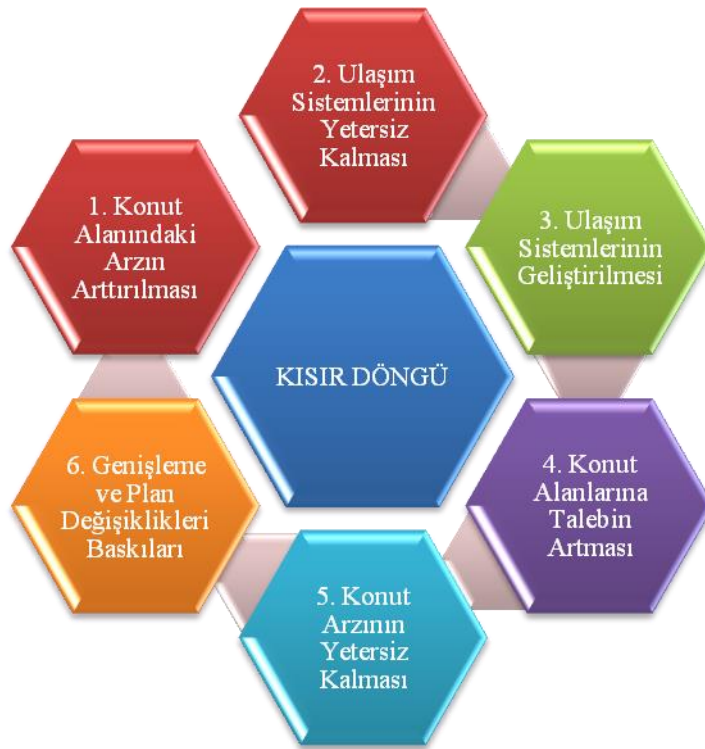 1. Konut
Alanındaki
Arzın
Arttırılması
2. Ulaşım
Sistemlerinin
Yetersiz
Kalması
3. Ulaşım
Sistemlerinin
Geliştirilmesi
4. Konut
Alanlarına
Talebin
Artması
5. Konut
Arzının
Yetersiz
Kalması
6. Genişleme
ve Plan
Değişiklikleri
Baskıları
KISIR DÖNGÜ